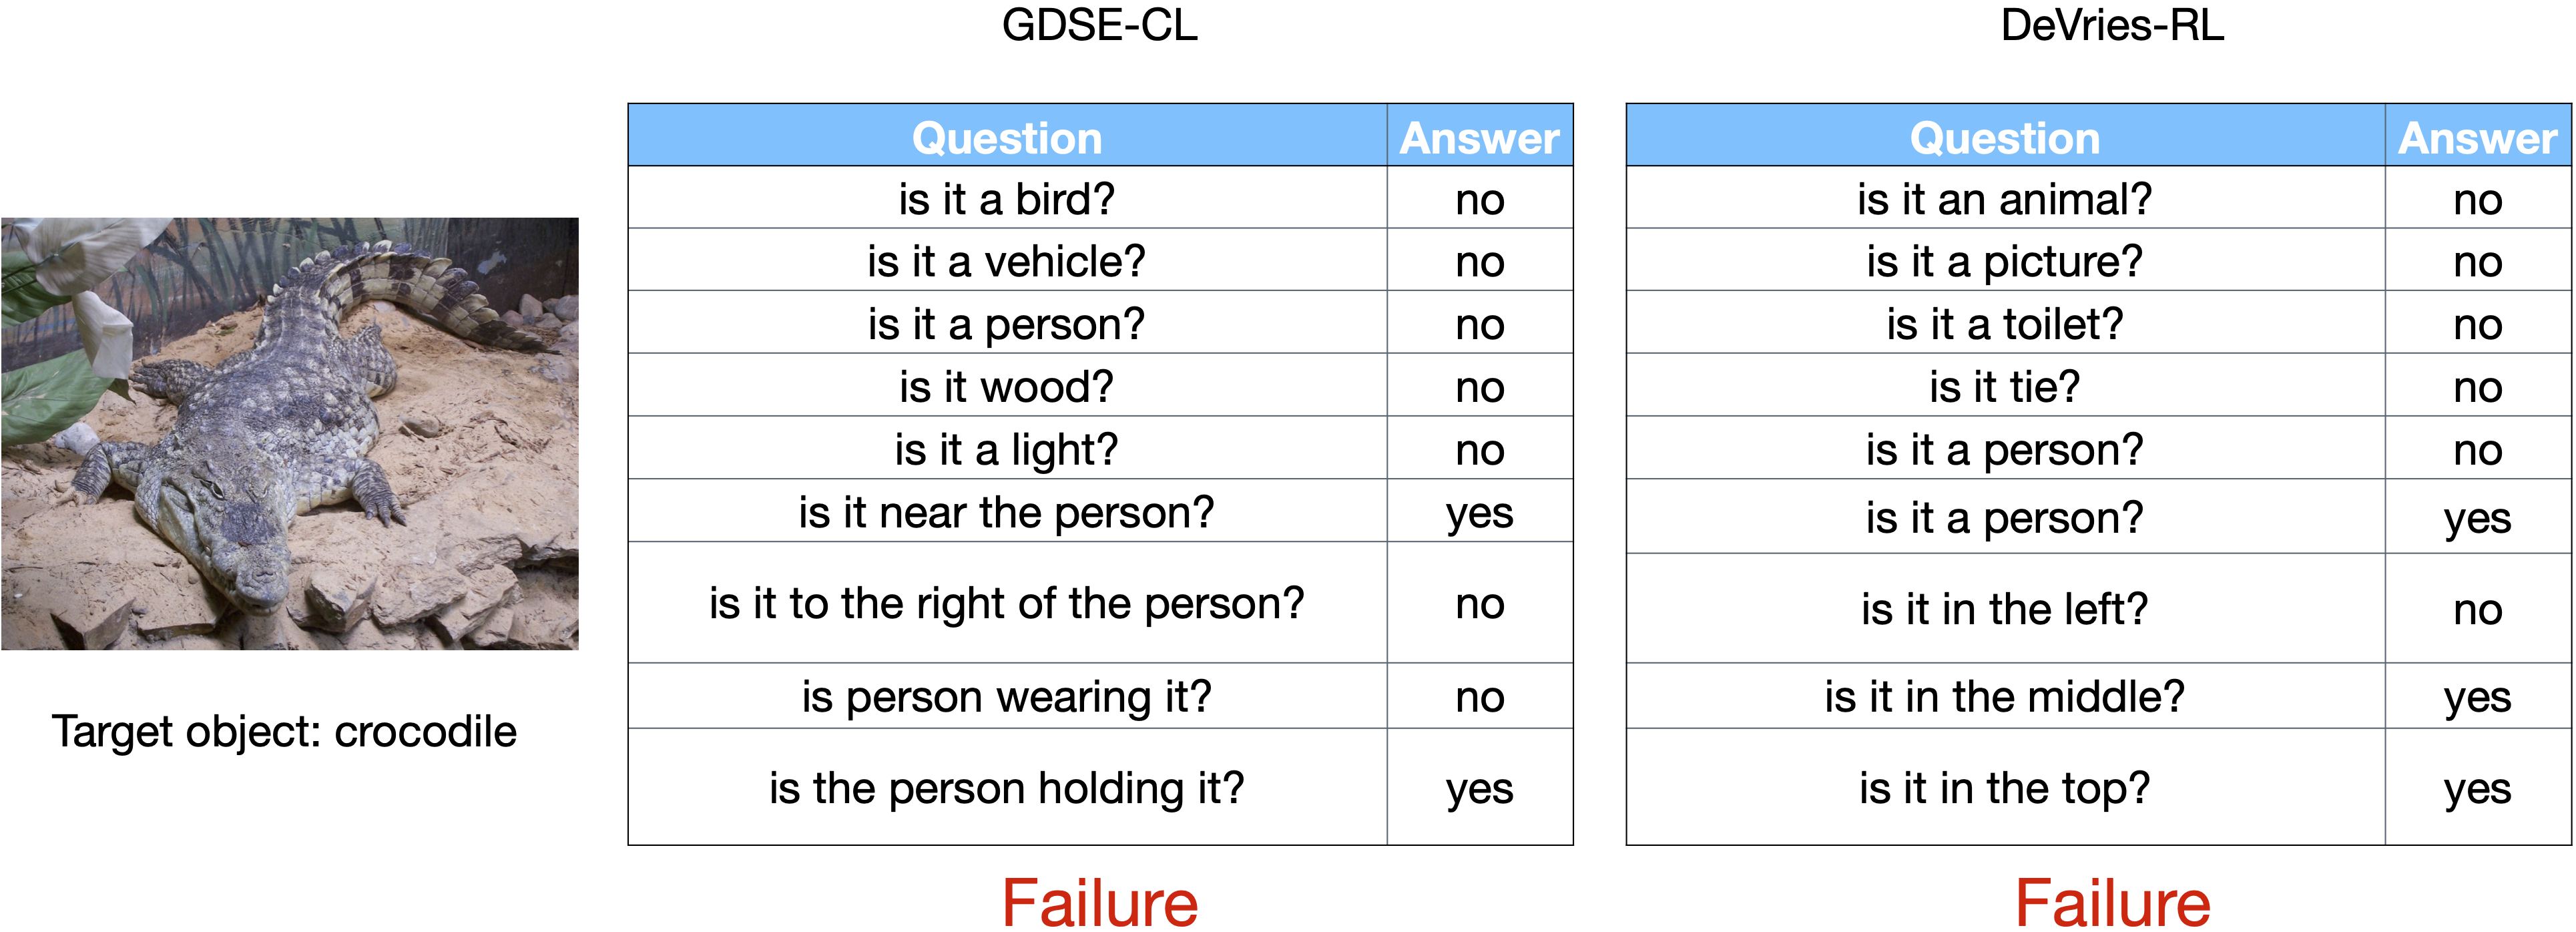 GDSE-CL
Question Answer
is it a bird? no
is it a vehicle? no
is it a person? no
is it wood? no
is it a light? no
is it near the person? yes
is it to the right of the person? no
is person wearing it? no
is the person holding it? yes
Failure
DeVries-RL
Question Answer
is it an animal? no
is it a picture? no
is it a toilet? no
is it tie? no
is it a person? no
is it a person? yes
is it in the left? no
is it in the middle? yes
is it in the top? yes
Failure
Target object: crocodile